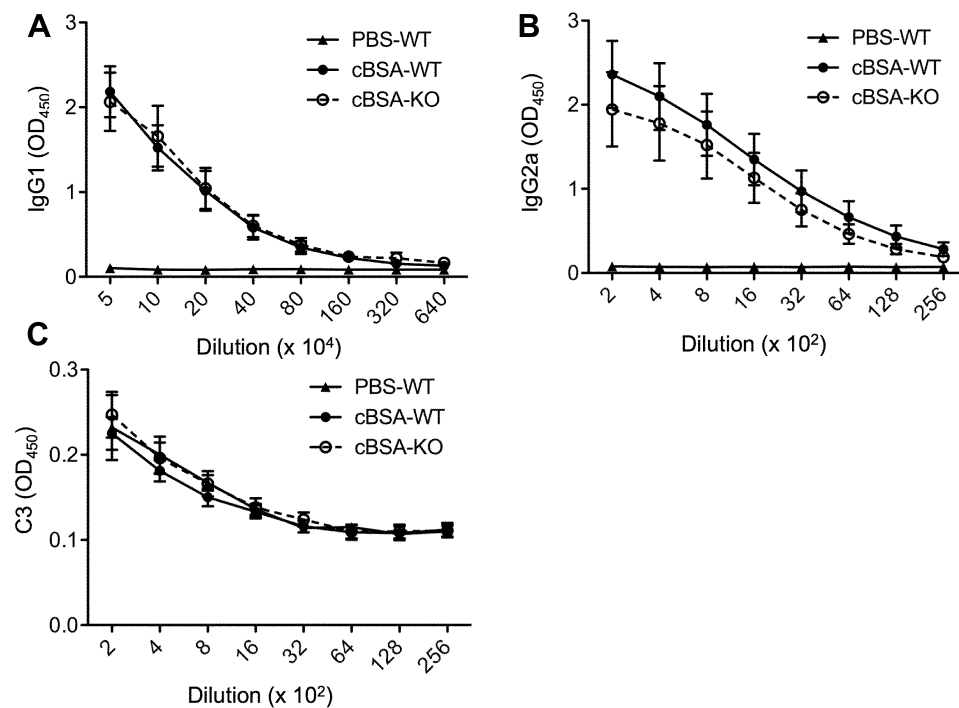 A
3
2
1
0
IgG1 (OD450)
PBS-WT
cBSA-WT
cBSA-KO
5 10 20 40 80 160 320 640
Dilution (x 10⁴)
B
3
2
1
0
IgG2a (OD450)
PBS-WT
cBSA-WT
cBSA-KO
2 4 8 16 32 64 128 256
Dilution (x 10²)
C
0.3
0.2
0.1
0.0
C3 (OD450)
PBS-WT
cBSA-WT
cBSA-KO
2 4 8 16 32 64 128 256
Dilution (x 10²)